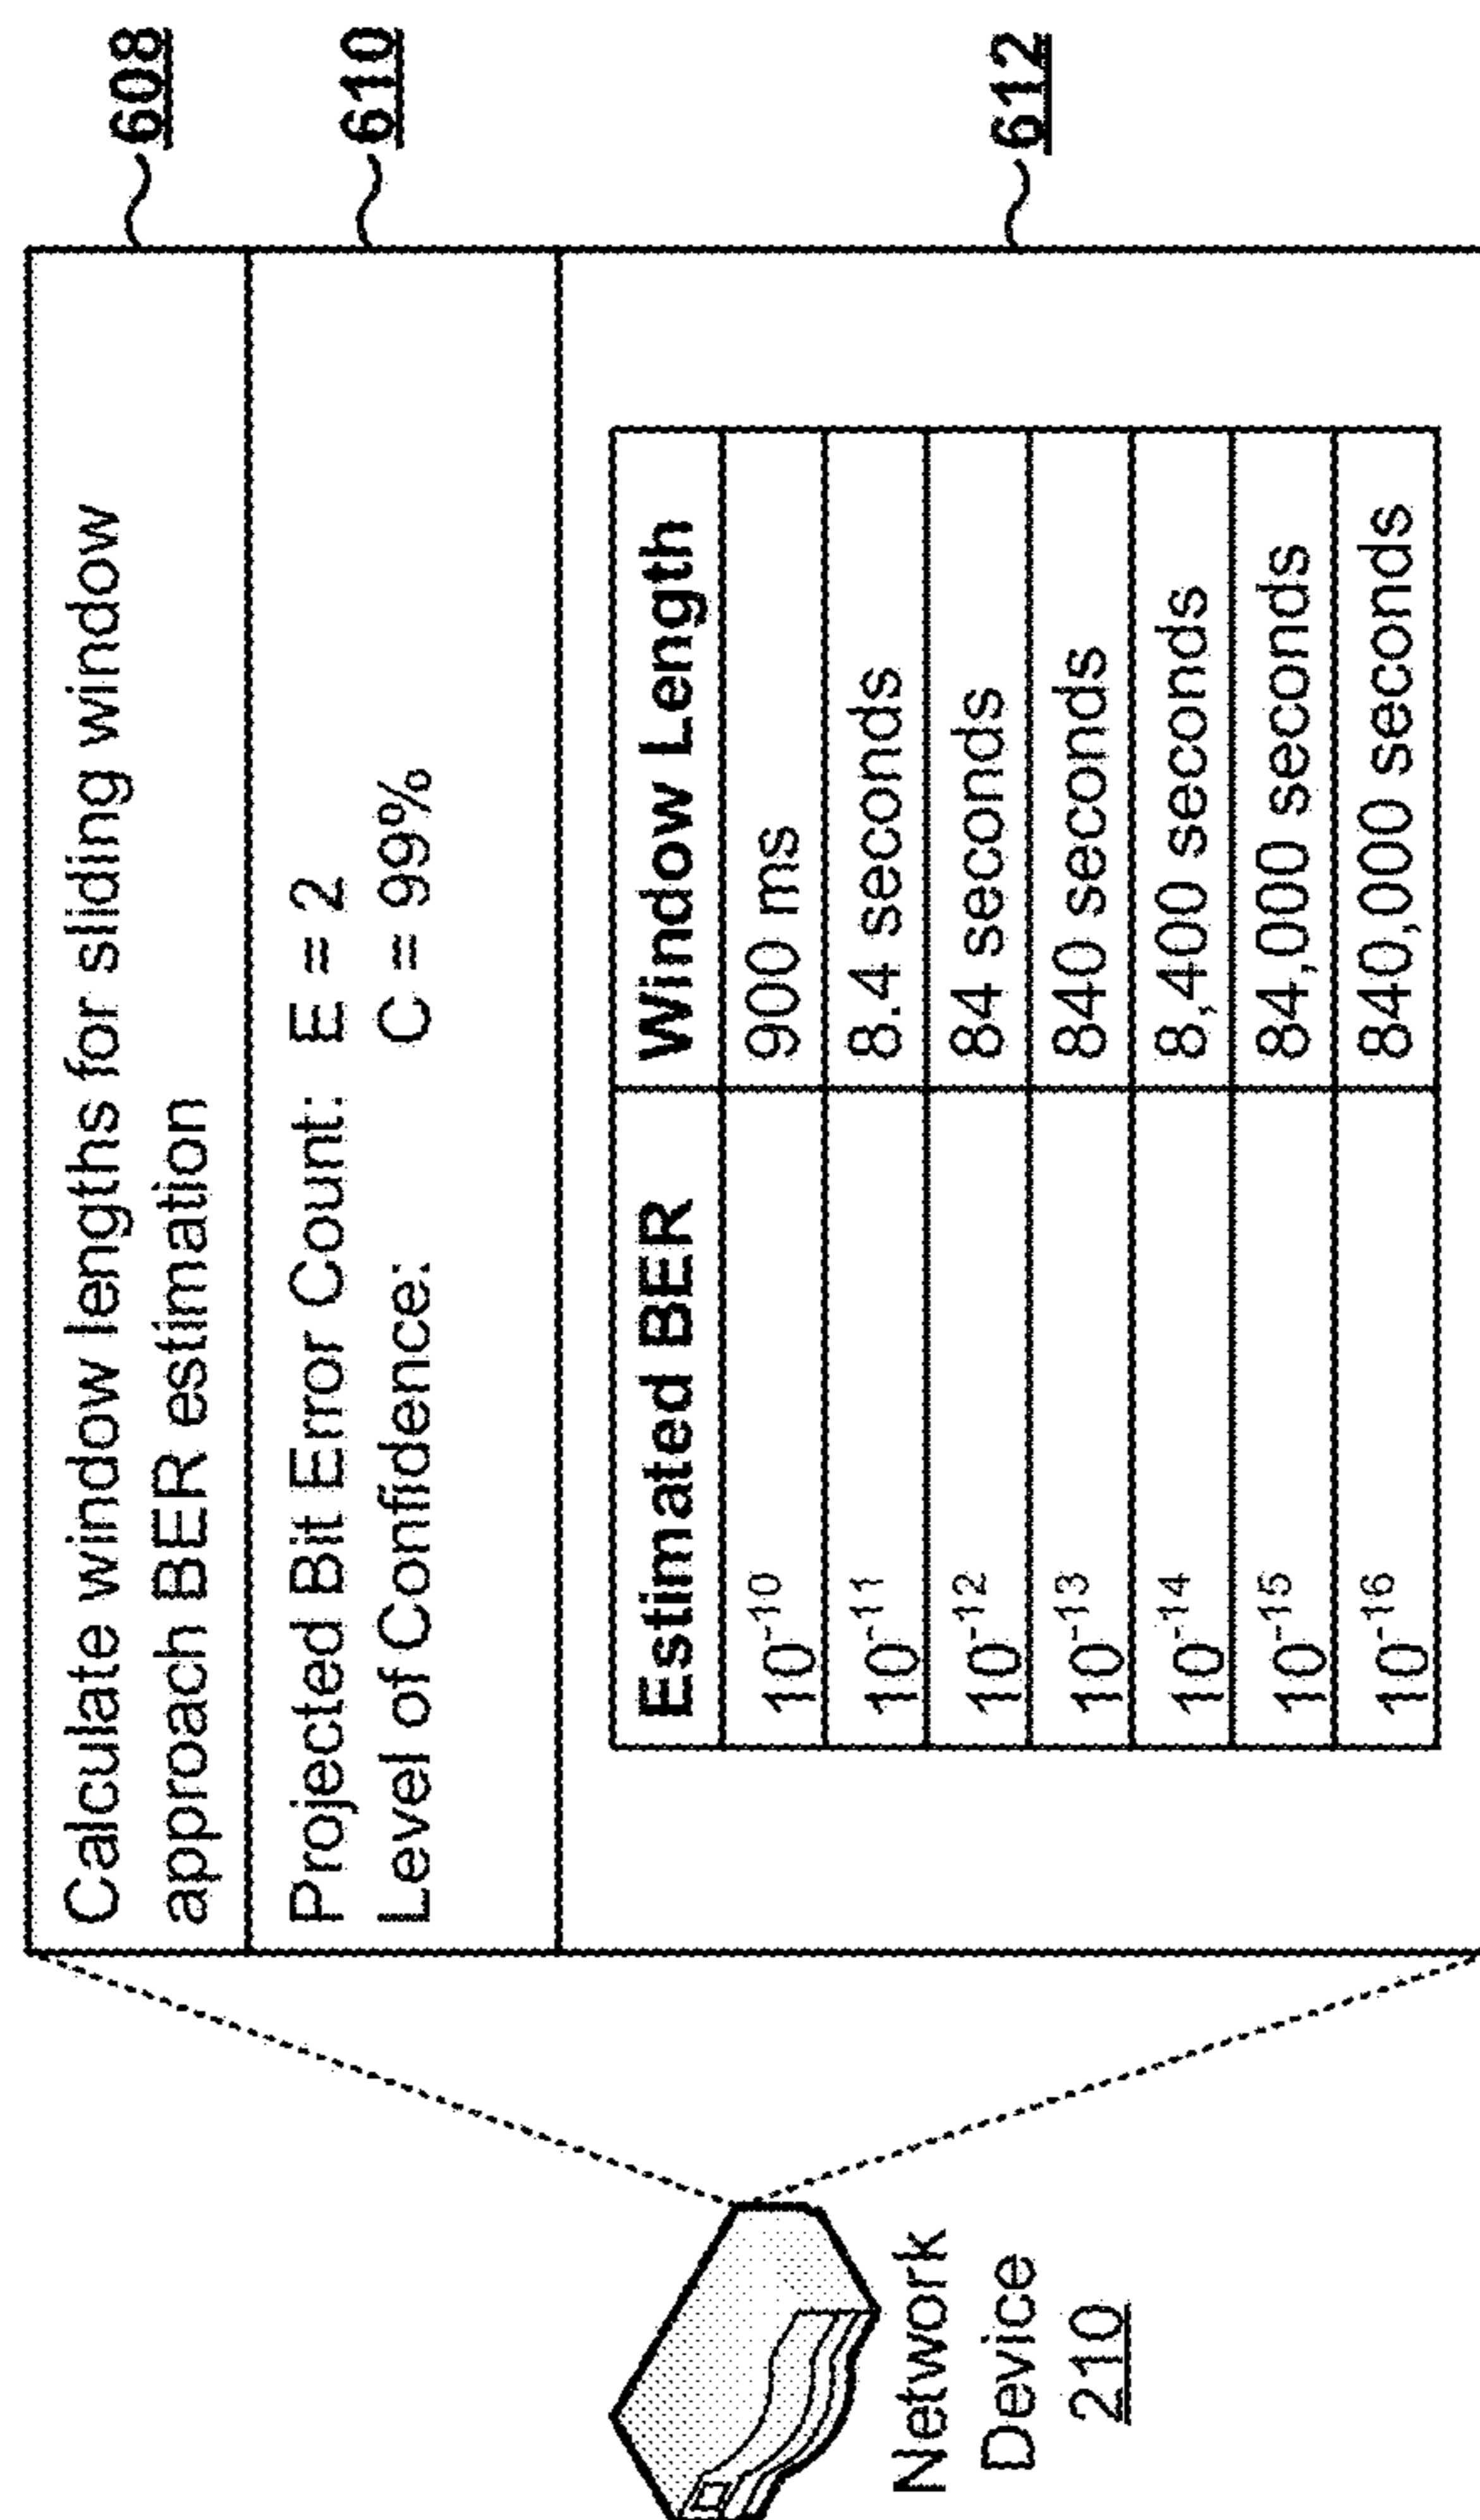 Calculate window lengths for sliding window
approach BER estimation
608
Projected Bit Error Count: E = 2
Level of Confidence: C = 99%
610
Estimated BER Window Length
10⁻¹⁰ 900 ms
10⁻¹¹ 8.4 seconds
10⁻¹² 84 seconds
10⁻¹³ 840 seconds
10⁻¹⁴ 8,400 seconds
10⁻¹⁵ 84,000 seconds
10⁻¹⁶ 840,000 seconds
612
Network
Device
210